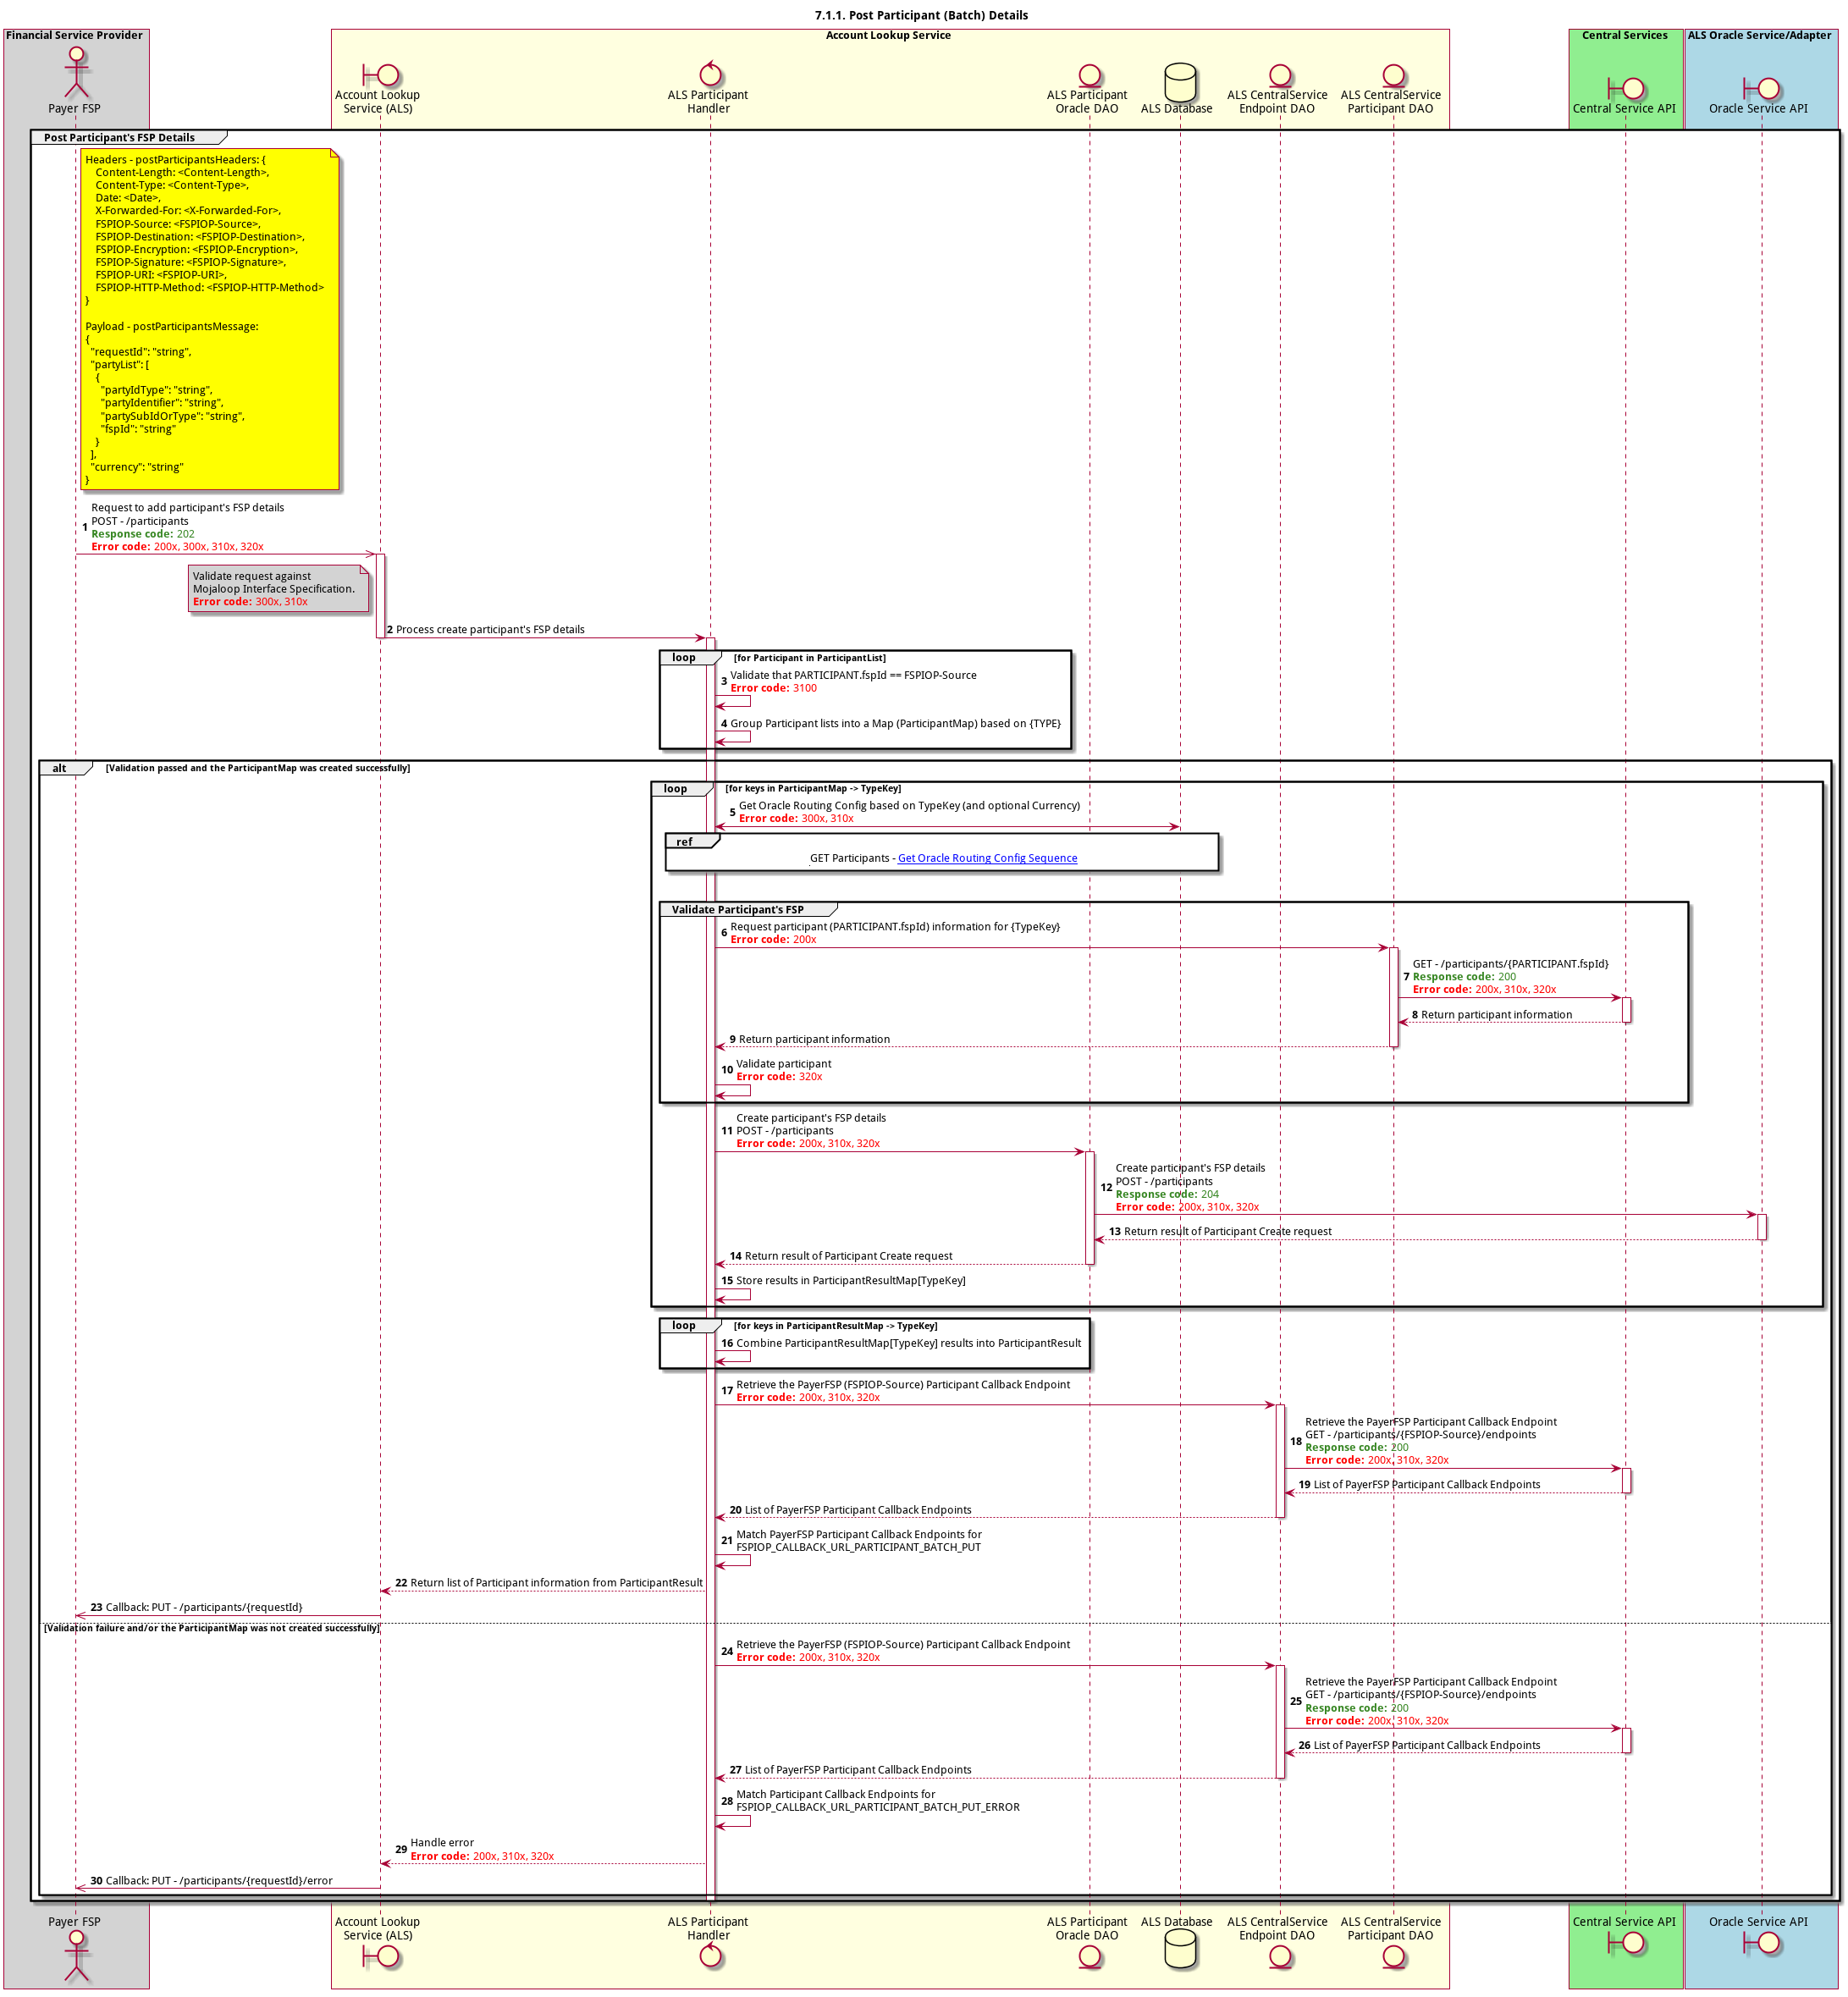 7.1.1. Post Participant (Batch) Details
Financial Service Provider
Account Lookup Service
Central Services
ALS Oracle Service/Adapter
Payer FSP
Account Lookup
Service (ALS)
ALS Participant
Handler
ALS Participant
Oracle DAO
ALS Database
ALS CentralService
Endpoint DAO
ALS CentralService
Participant DAO
Central Service API
Oracle Service API
Post Participant's FSP Details
Headers - postParticipantsHeaders: {
Content-Length: <Content-Length>,
Content-Type: <Content-Type>,
Date: <Date>,
X-Forwarded-For: <X-Forwarded-For>,
FSPIOP-Source: <FSPIOP-Source>,
FSPIOP-Destination: <FSPIOP-Destination>,
FSPIOP-Encryption: <FSPIOP-Encryption>,
FSPIOP-Signature: <FSPIOP-Signature>,
FSPIOP-URI: <FSPIOP-URI>,
FSPIOP-HTTP-Method: <FSPIOP-HTTP-Method>
}
Payload - postParticipantsMessage:
{
"requestId": "string",
"partyList": [
{
"partyIdType": "string",
"partyIdentifier": "string",
"partySubIdOrType": "string",
"fspId": "string"
}
],
"currency": "string"
}
1 Request to add participant's FSP details
POST - /participants
Response code: 202
Error code: 200x, 300x, 310x, 320x
Validate request against
Mojaloop Interface Specification.
Error code: 300x, 310x
2 Process create participant's FSP details
loop [for Participant in ParticipantList]
3 Validate that PARTICIPANT.fspId == FSPIOP-Source
Error code: 3100
4 Group Participant lists into a Map (ParticipantMap) based on {TYPE}
alt [Validation passed and the ParticipantMap was created successfully]
loop [for keys in ParticipantMap -> TypeKey]
5 Get Oracle Routing Config based on TypeKey (and optional Currency)
Error code: 300x, 310x
ref
GET Participants - Get Oracle Routing Config Sequence
Validate Participant's FSP
6 Request participant (PARTICIPANT.fspId) information for {TypeKey}
Error code: 200x
7 GET - /participants/{PARTICIPANT.fspId}
Response code: 200
Error code: 200x, 310x, 320x
8 Return participant information
9 Return participant information
10 Validate participant
Error code: 320x
11 Create participant's FSP details
POST - /participants
Error code: 200x, 310x, 320x
12 Create participant's FSP details
POST - /participants
Response code: 204
Error code: 200x, 310x, 320x
13 Return result of Participant Create request
14 Return result of Participant Create request
15 Store results in ParticipantResultMap[TypeKey]
loop [for keys in ParticipantResultMap -> TypeKey]
16 Combine ParticipantResultMap[TypeKey] results into ParticipantResult
17 Retrieve the PayerFSP (FSPIOP-Source) Participant Callback Endpoint
Error code: 200x, 310x, 320x
18 Retrieve the PayerFSP Participant Callback Endpoint
GET - /participants/{FSPIOP-Source}/endpoints
Response code: 200
Error code: 200x, 310x, 320x
19 List of PayerFSP Participant Callback Endpoints
20 List of PayerFSP Participant Callback Endpoints
21 Match PayerFSP Participant Callback Endpoints for
FSPIOP_CALLBACK_URL_PARTICIPANT_BATCH_PUT
22 Return list of Participant information from ParticipantResult
23 Callback: PUT - /participants/{requestId}
[Validation failure and/or the ParticipantMap was not created successfully]
24 Retrieve the PayerFSP (FSPIOP-Source) Participant Callback Endpoint
Error code: 200x, 310x, 320x
25 Retrieve the PayerFSP Participant Callback Endpoint
GET - /participants/{FSPIOP-Source}/endpoints
Response code: 200
Error code: 200x, 310x, 320x
26 List of PayerFSP Participant Callback Endpoints
27 List of PayerFSP Participant Callback Endpoints
28 Match Participant Callback Endpoints for
FSPIOP_CALLBACK_URL_PARTICIPANT_BATCH_PUT_ERROR
29 Handle error
Error code: 200x, 310x, 320x
30 Callback: PUT - /participants/{requestId}/error
Payer FSP
Account Lookup
Service (ALS)
ALS Participant
Handler
ALS Participant
Oracle DAO
ALS Database
ALS CentralService
Endpoint DAO
ALS CentralService
Participant DAO
Central Service API
Oracle Service API